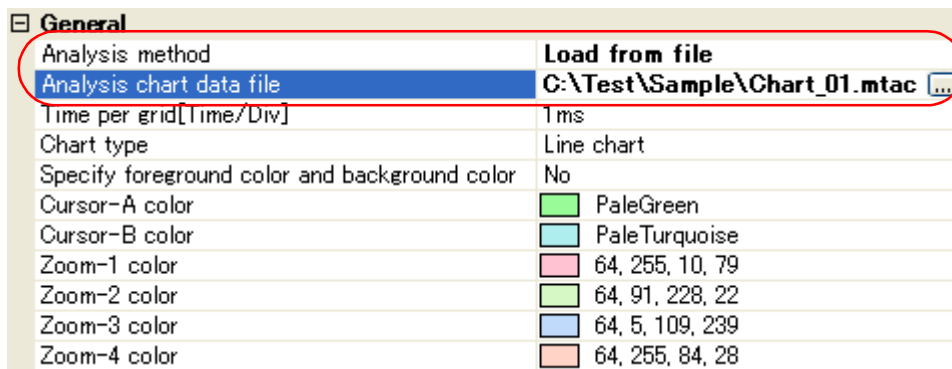 General
Analysis method Load from file
Analysis chart data file C:\Test\Sample\Chart_01.mtac ...
Time per grid[Time/Div] 1ms
Chart type Line chart
Specify foreground color and background color No
Cursor-A color PaleGreen
Cursor-B color PaleTurquoise
Zoom-1 color 64, 255, 10, 79
Zoom-2 color 64, 91, 228, 22
Zoom-3 color 64, 5, 109, 239
Zoom-4 color 64, 255, 84, 28